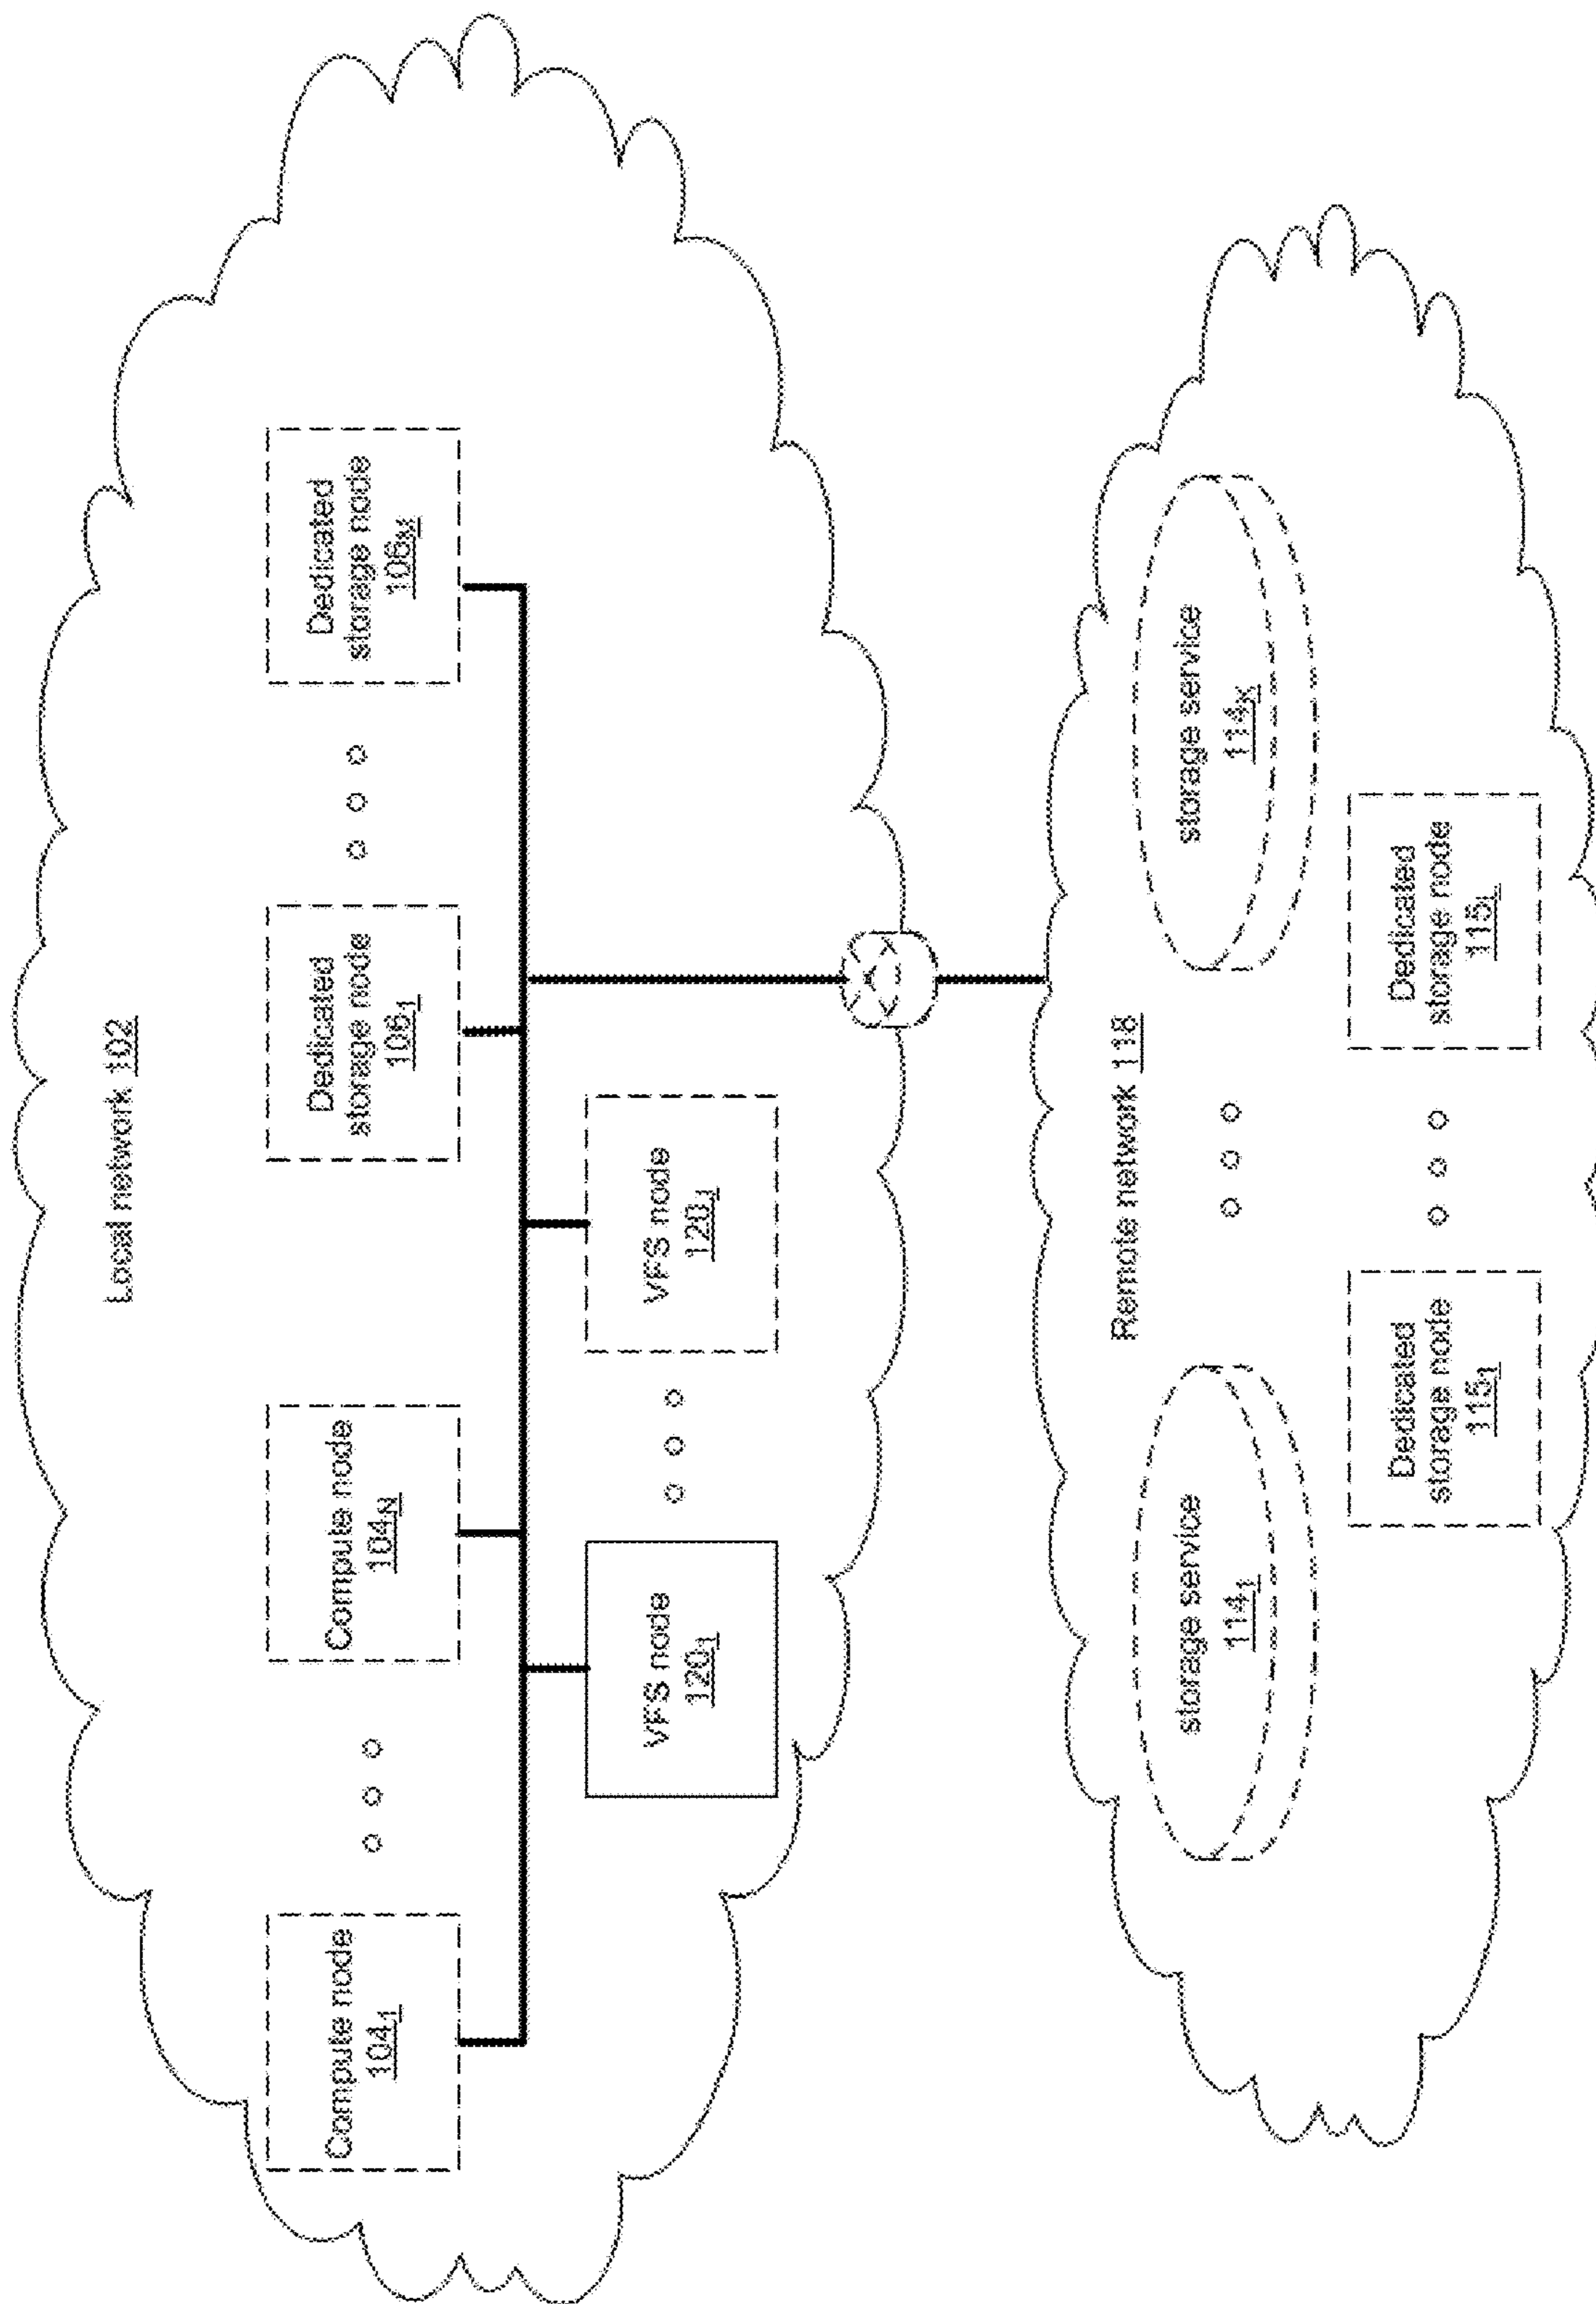 Local network 102
Compute node
104₁
Compute node
104N
Dedicated
storage node
106₁
Dedicated
storage node
106M
VFS node
120₁
VFS node
120J
Remote network 118
storage service
114₁
storage service
114K
Dedicated
storage node
115₁
Dedicated
storage node
115L